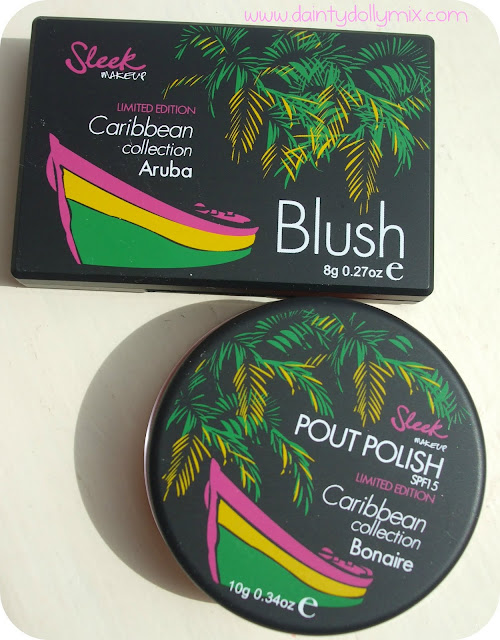 www.daintydollymix.com
Sleek
MAKEUP
LIMITED EDITION
Caribbean
collection
Aruba
Blush
8g 0.27oz e
Sleek
MAKEUP
POUT POLISH
SPF15
LIMITED EDITION
Caribbean
collection
Bonaire
10g 0.34oz e